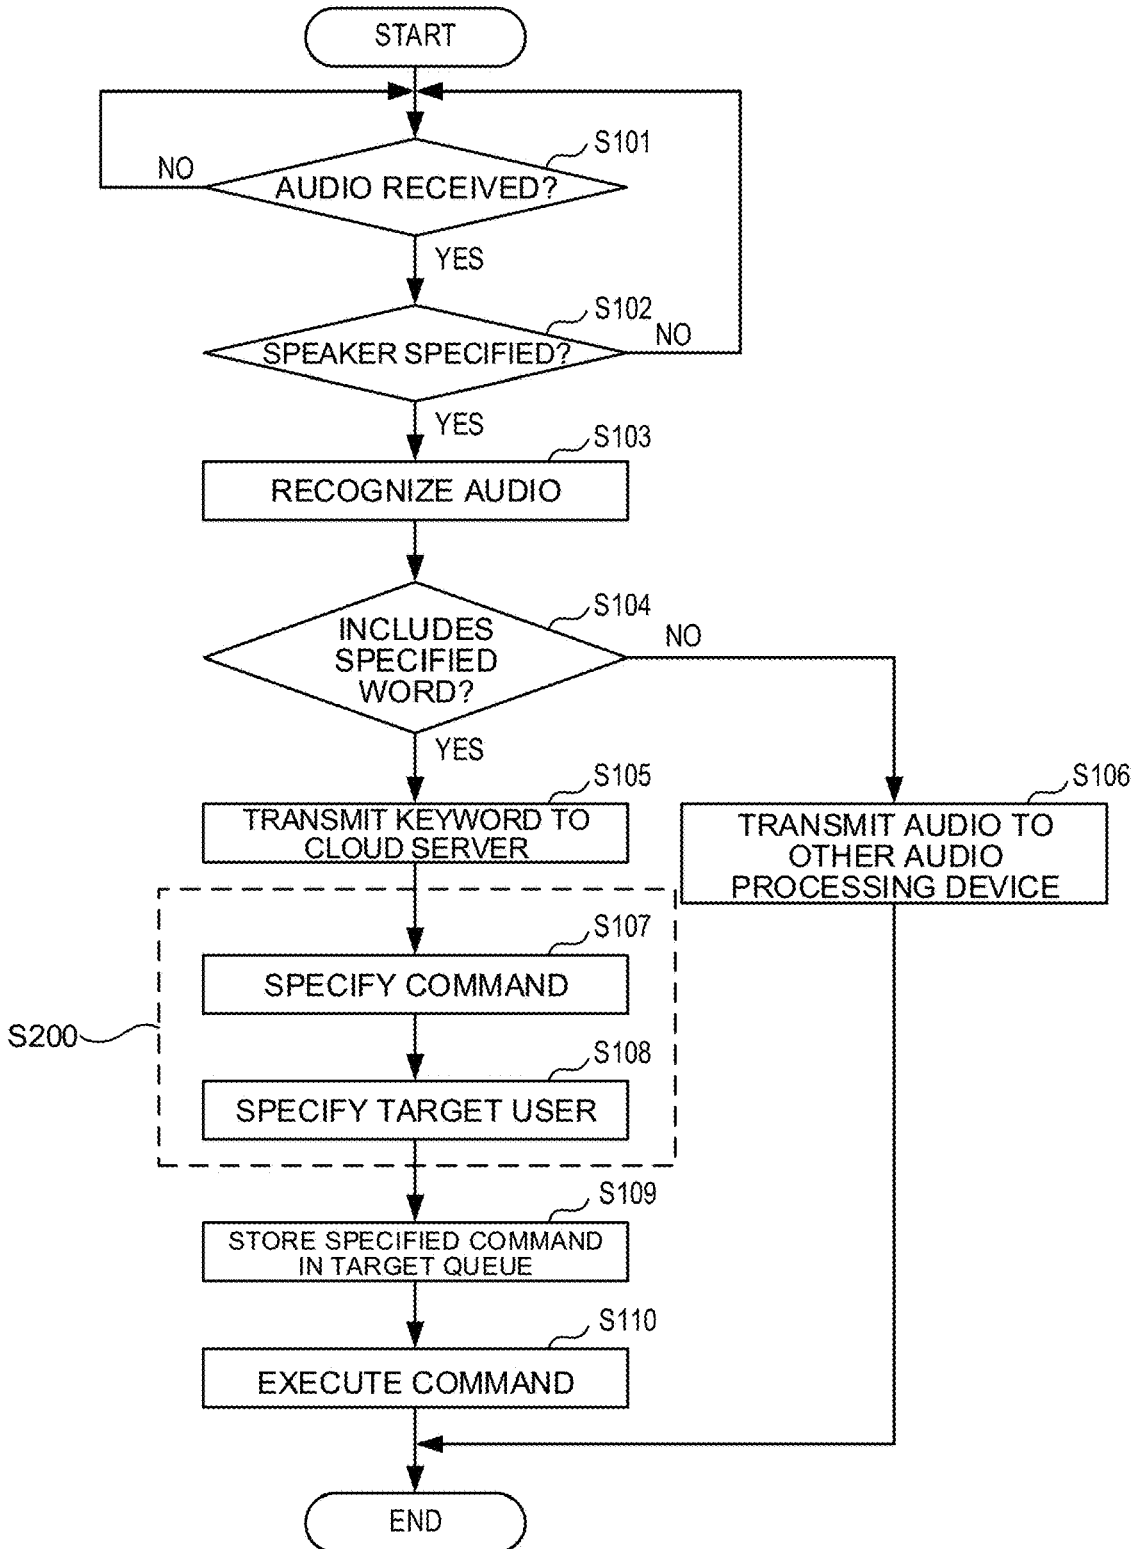 START
S101
NO
AUDIO RECEIVED?
YES
S102
NO
SPEAKER SPECIFIED?
YES
S103
RECOGNIZE AUDIO
S104
NO
INCLUDES
SPECIFIED
WORD?
YES
S105
TRANSMIT KEYWORD TO
CLOUD SERVER
S106
TRANSMIT AUDIO TO
OTHER AUDIO
PROCESSING DEVICE
S107
SPECIFY COMMAND
S200
S108
SPECIFY TARGET USER
S109
STORE SPECIFIED COMMAND
IN TARGET QUEUE
S110
EXECUTE COMMAND
END